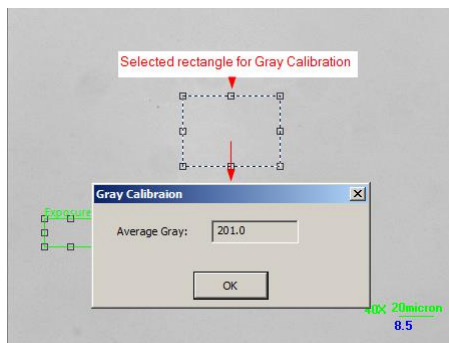 Selected rectangle for Gray Calibration
Gray Calibraion
Exposure
Average Gray: 201.0
OK
40X 20micron
8.5